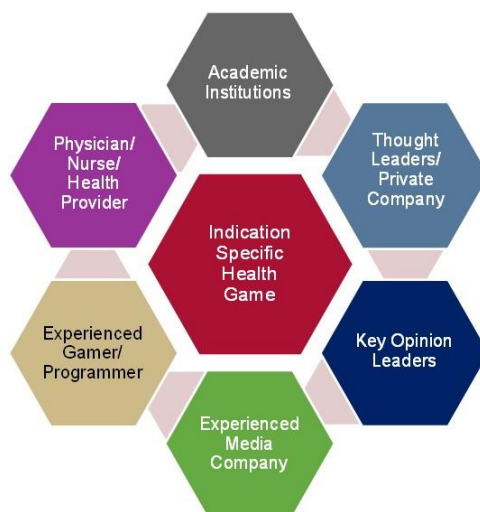 Academic
Institutions
Thought
Leaders/
Private
Company
Key Opinion
Leaders
Experienced
Media
Company
Experienced
Gamer/
Programmer
Physician/
Nurse/
Health
Provider
Indication
Specific
Health
Game